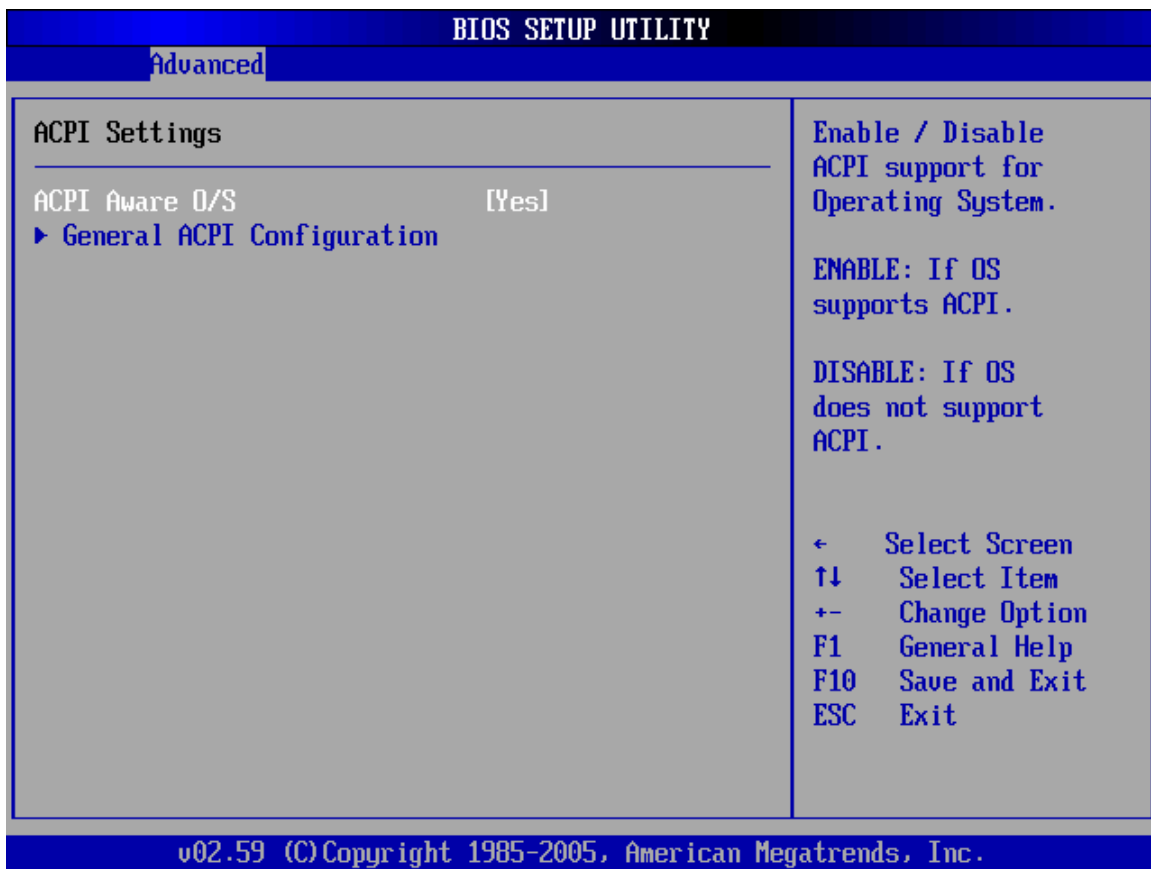 BIOS SETUP UTILITY
Advanced
ACPI Settings
ACPI Aware O/S [Yes]
▶ General ACPI Configuration
Enable / Disable
ACPI support for
Operating System.
ENABLE: If OS
supports ACPI.
DISABLE: If OS
does not support
ACPI.
← Select Screen
↑↓ Select Item
+- Change Option
F1 General Help
F10 Save and Exit
ESC Exit
v02.59 (C)Copyright 1985-2005, American Megatrends, Inc.